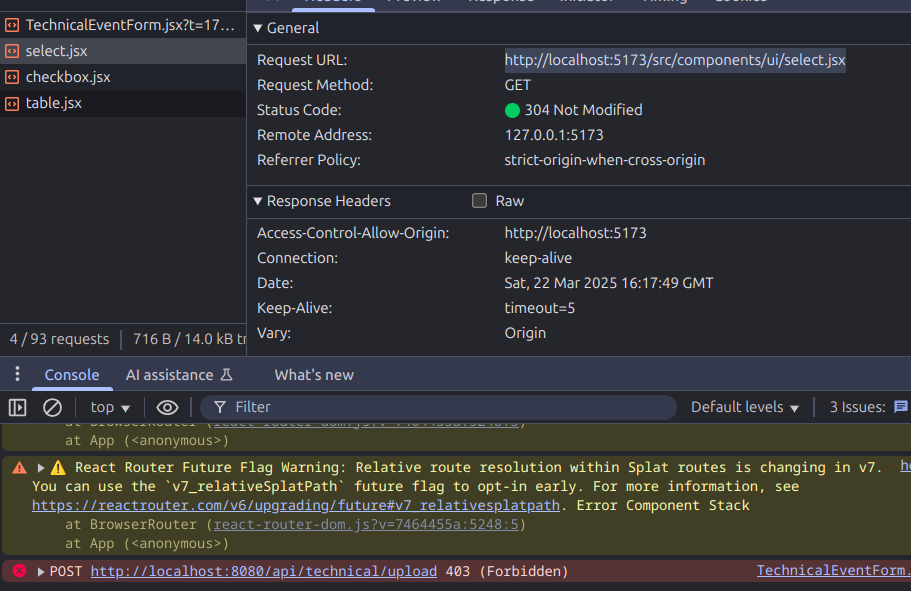 TechnicalEventForm.jsx?t=17...
select.jsx
checkbox.jsx
table.jsx
4 / 93 requests
716 B / 14.0 kB tr
General
Request URL: http://localhost:5173/src/components/ui/select.jsx
Request Method: GET
Status Code: 304 Not Modified
Remote Address: 127.0.0.1:5173
Referrer Policy: strict-origin-when-cross-origin
Response Headers Raw
Access-Control-Allow-Origin: http://localhost:5173
Connection: keep-alive
Date: Sat, 22 Mar 2025 16:17:49 GMT
Keep-Alive: timeout=5
Vary: Origin
Console AI assistance What's new
top Filter Default levels 3 Issues:
at App (<anonymous>)
React Router Future Flag Warning: Relative route resolution within Splat routes is changing in v7.
You can use the `v7_relativeSplatPath` future flag to opt-in early. For more information, see
https://reactrouter.com/v6/upgrading/future#v7_relativesplatpath. Error Component Stack
at BrowserRouter (react-router-dom.js?v=7464455a:5248:5)
at App (<anonymous>)
POST http://localhost:8080/api/technical/upload 403 (Forbidden) TechnicalEventForm.